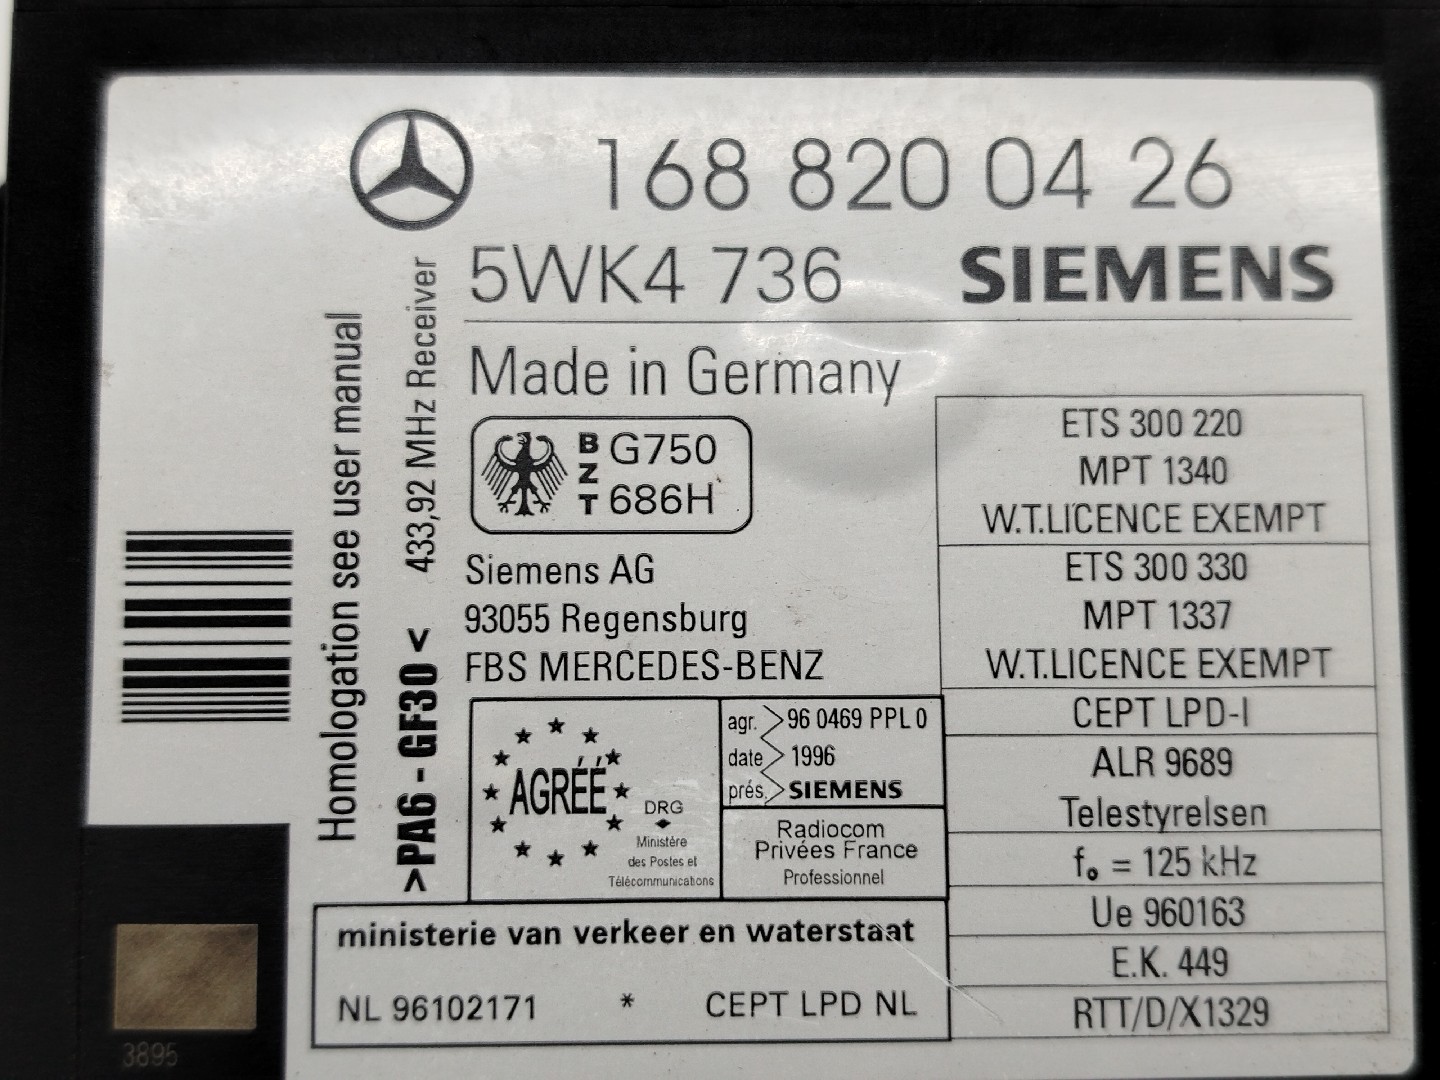 168 820 04 26
5WK4 736 SIEMENS
Made in Germany
BZT G750
686H
Siemens AG
93055 Regensburg
FBS MERCEDES-BENZ
Homologation see user manual
>PA6 - GF30< 433,92 MHz Receiver
AGRÉÉ
DRG
Ministère
des Postes et
Télécommunications
agr. 96 0469 PPL 0
date 1996
prés. SIEMENS
Radiocom
Privées France
Professionnel
ministerie van verkeer en waterstaat
NL 96102171 * CEPT LPD NL
ETS 300 220
MPT 1340
W.T.LICENCE EXEMPT
ETS 300 330
MPT 1337
W.T.LICENCE EXEMPT
CEPT LPD-I
ALR 9689
Telestyrelsen
fo = 125 kHz
Ue 960163
E.K. 449
RTT/D/X1329
3895